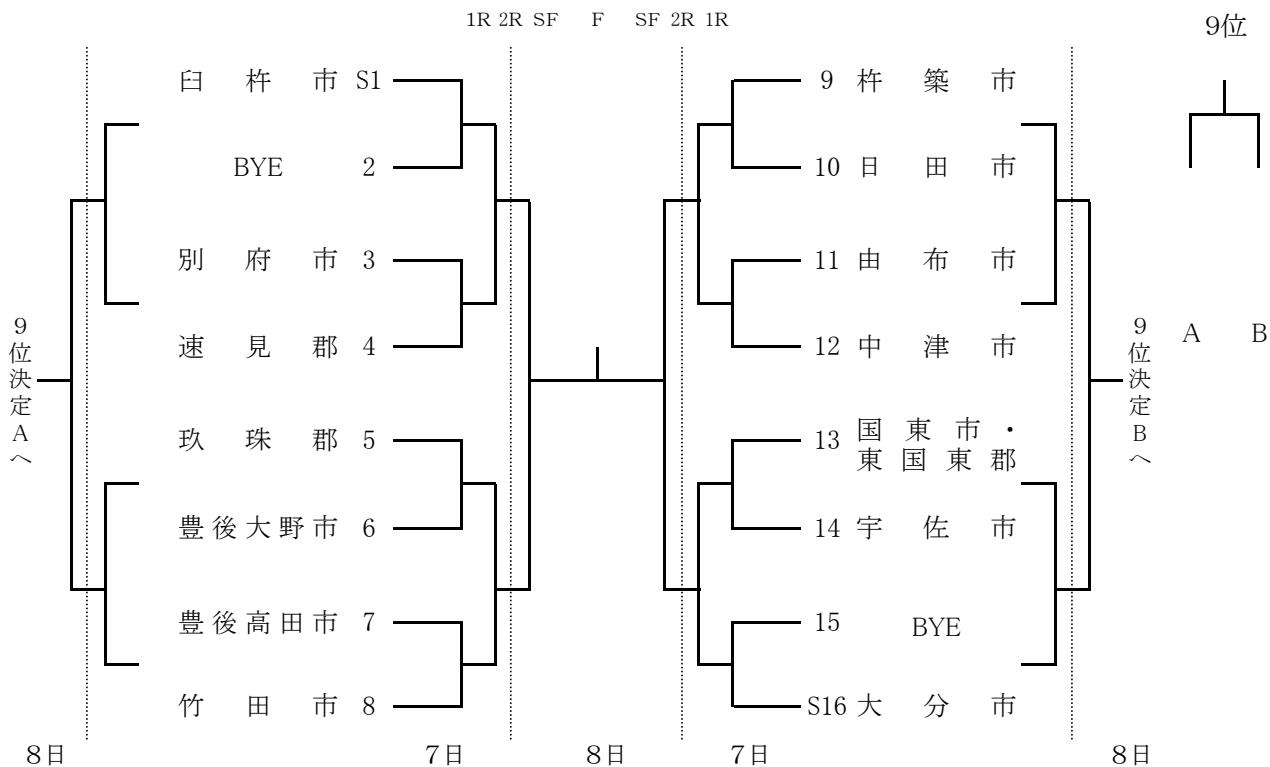 1R 2R SF F SF 2R 1R
9位
臼杵市 S1
9 杵築市
BYE 2
10 日田市
別府市 3
11 由布市
速見郡 4
12 中津市
A B
9位決定Aへ
9位決定Bへ
玖珠郡 5
13 国東市・
東国東郡
豊後大野市 6
14 宇佐市
豊後高田市 7
15 BYE
竹田市 8
S16 大分市
8日 7日 8日 7日 8日